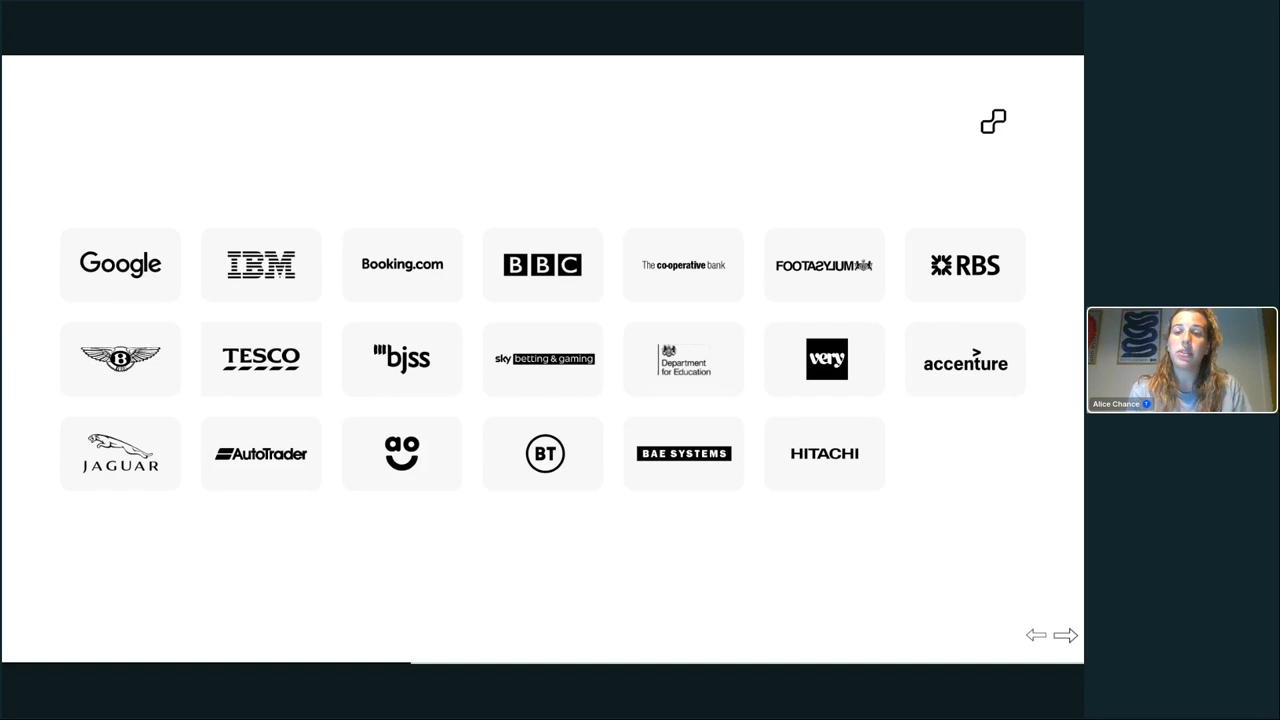 Google
IBM
Booking.com
BBC
The co-operative bank
FOOTASYLUM
RBS
B
TESCO
bjss
sky betting & gaming
Department
for Education
very
accenture
JAGUAR
AutoTrader
ao
BT
BAE SYSTEMS
HITACHI
Alice Chance